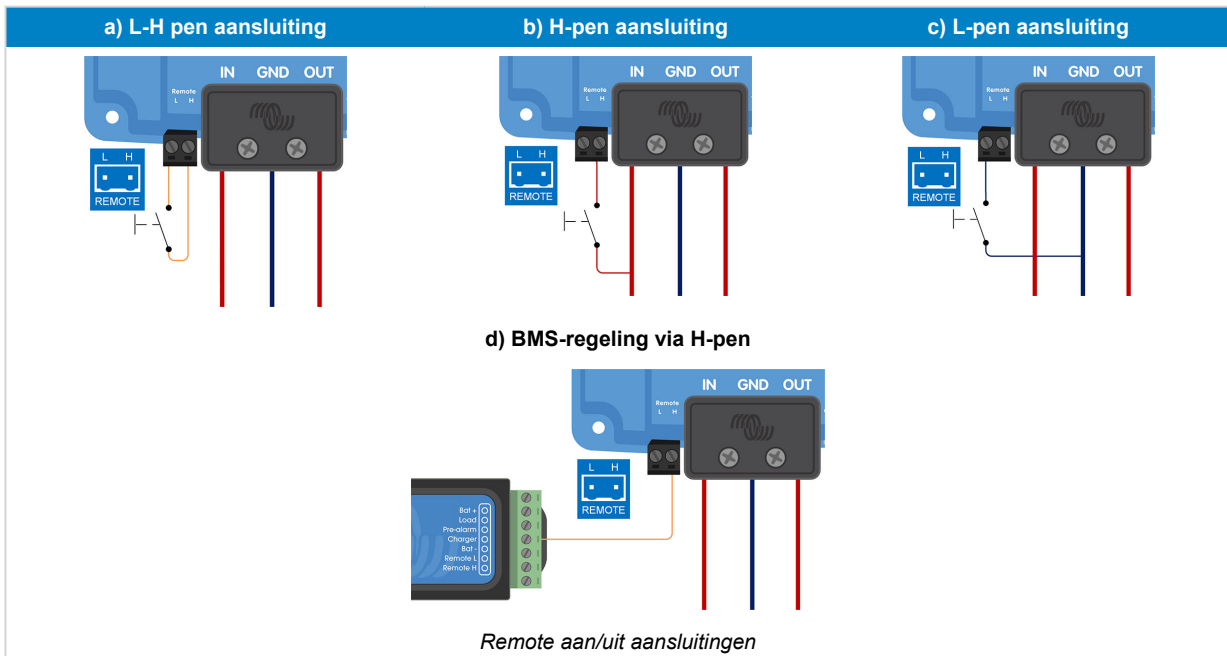 a) L-H pen aansluiting
b) H-pen aansluiting
c) L-pen aansluiting
IN GND OUT
Remote
L H
L H
REMOTE
IN GND OUT
Remote
L H
L H
REMOTE
IN GND OUT
Remote
L H
L H
REMOTE
d) BMS-regeling via H-pen
IN GND OUT
Remote
L H
L H
REMOTE
Bat +
Load
Pre-alarm
Charger
Bat -
Remote L
Remote H
Remote aan/uit aansluitingen